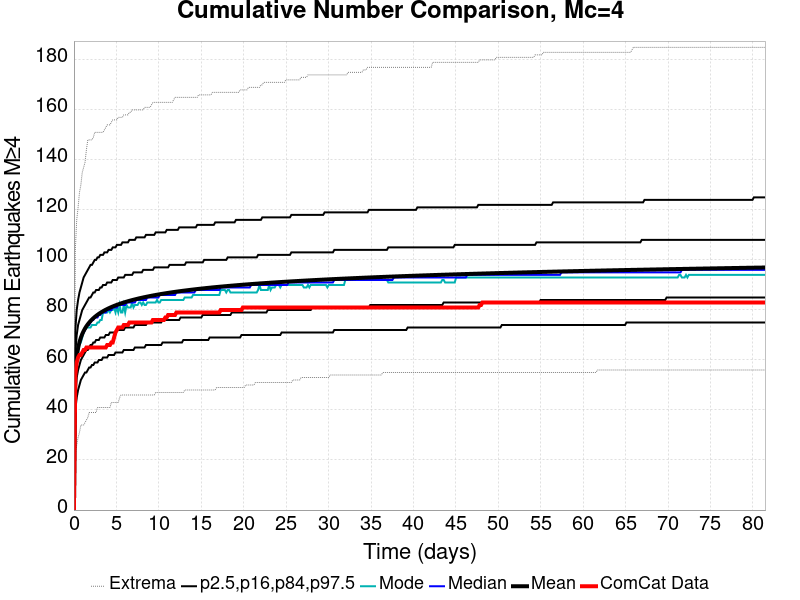 Cumulative Number Comparison, Mc=4
Cumulative Num Earthquakes M≥4
180
160
140
120
100
80
60
40
20
0
0 5 10 15 20 25 30 35 40 45 50 55 60 65 70 75 80
Time (days)
Extrema p2.5,p16,p84,p97.5 Mode Median Mean ComCat Data